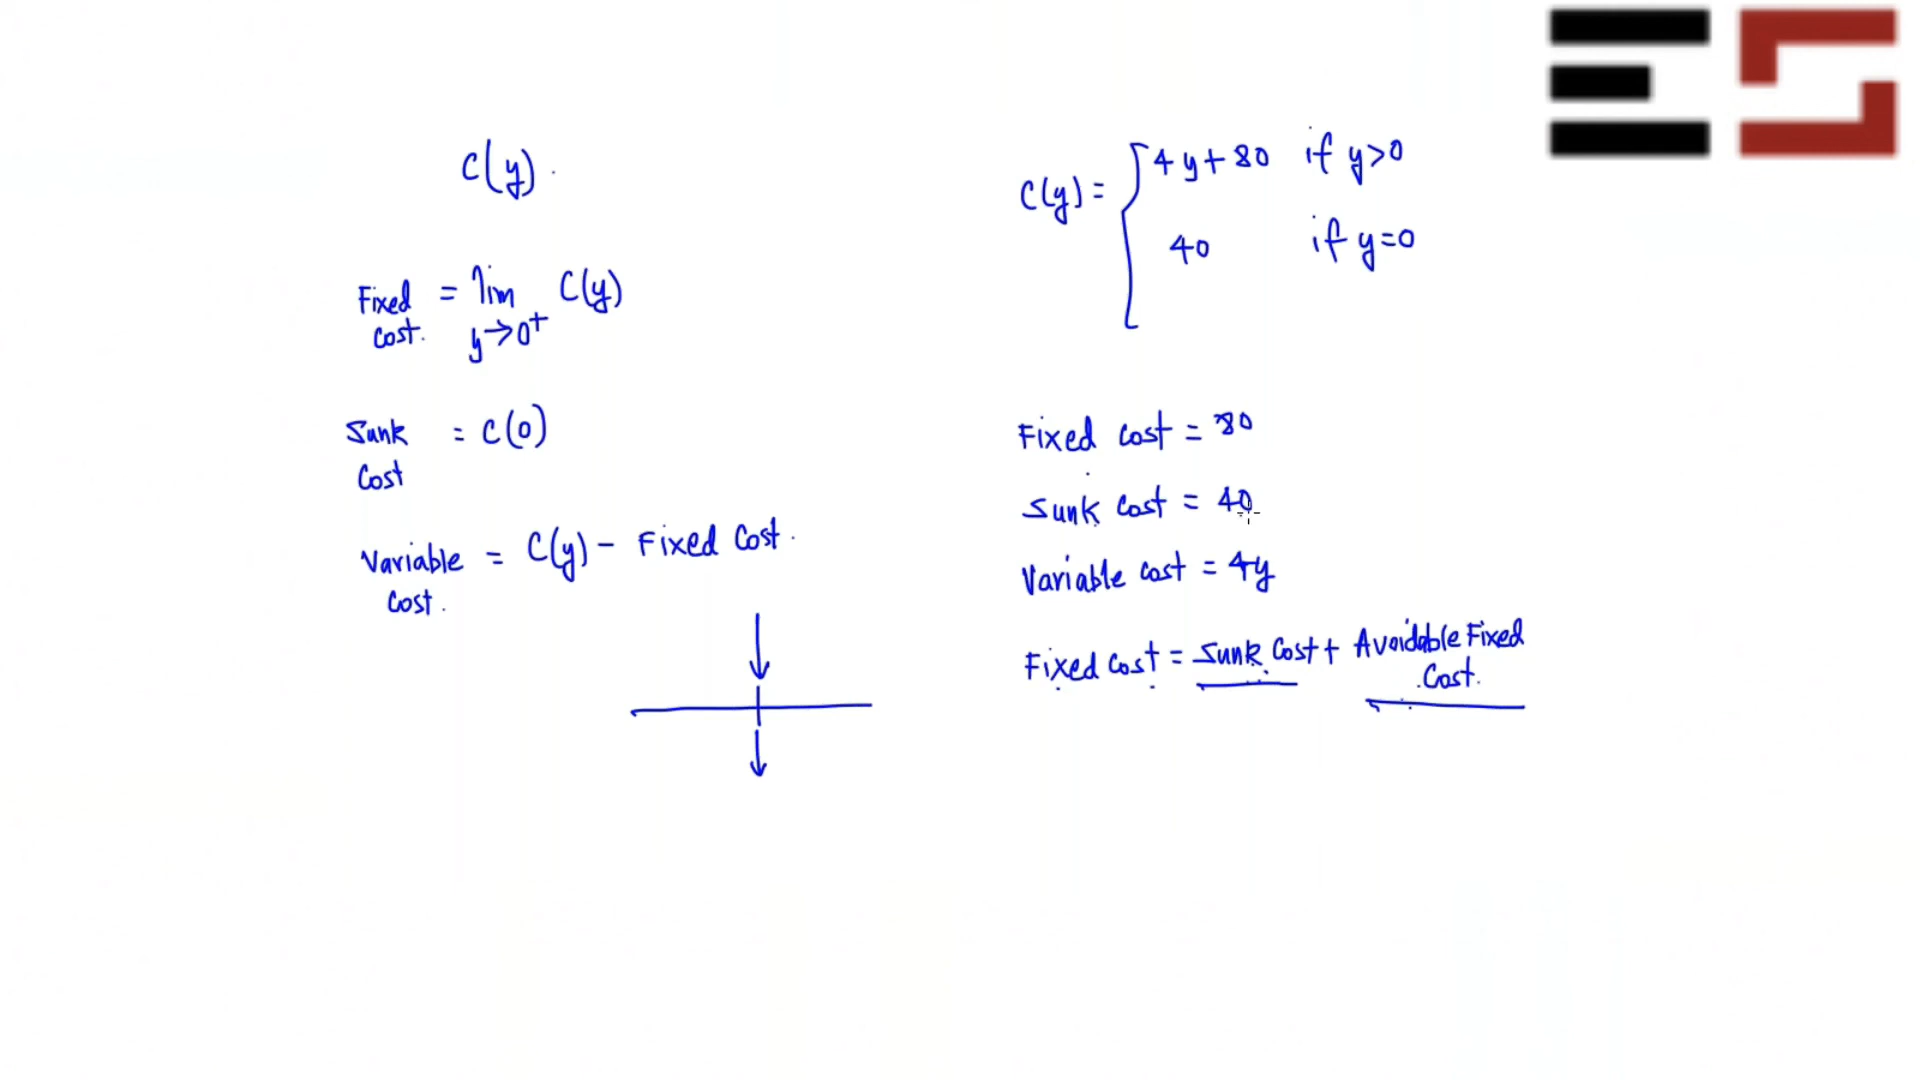 C(y).
Fixed Cost. = lim y→0+ C(y)
Sunk Cost = C(0)
Variable Cost. = C(y) - Fixed Cost.
C(y) = { 4y+80 if y>0
40 if y=0
Fixed Cost = 80
Sunk Cost = 40
Variable Cost = 4y
Fixed Cost = Sunk Cost + Avoidable Fixed Cost.
ES